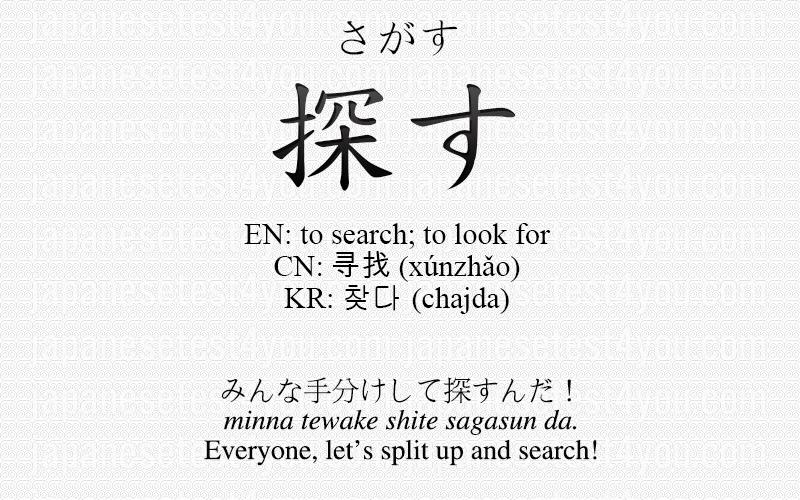 さがす
探す
EN: to search; to look for
CN: 寻找 (xúnzhǎo)
KR: 찾다 (chajda)
みんな手分けして探すんだ！
minna tewake shite sagasun da.
Everyone, let's split up and search!
japanesetest4you.com